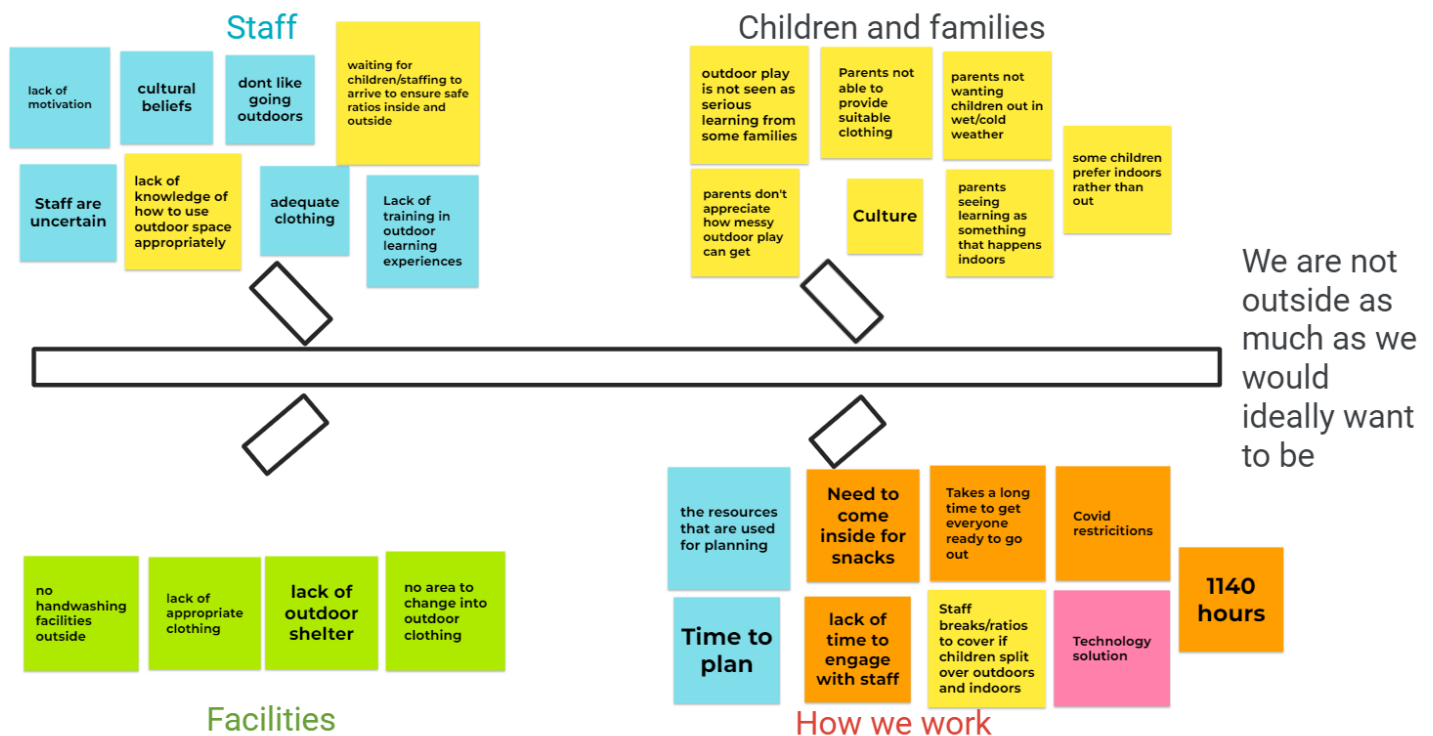 Staff
lack of
motivation
cultural
beliefs
dont like
going
outdoors
waiting for
children/staffing to
arrive to ensure safe
ratios inside and
outside
Staff are
uncertain
lack of
knowledge of
how to use
outdoor space
appropriately
adequate
clothing
Lack of
training in
outdoor
learning
experiences
Children and families
outdoor play
is not seen as
serious
learning from
some families
Parents not
able to
provide
suitable
clothing
parents not
wanting
children out in
wet/cold
weather
some children
prefer indoors
rather than
out
parents don't
appreciate
how messy
outdoor play
can get
Culture
parents
seeing
learning as
something
that happens
indoors
We are not
outside as
much as we
would
ideally want
to be
no
handwashing
facilities
outside
lack of
appropriate
clothing
lack of
outdoor
shelter
no area to
change into
outdoor
clothing
Facilities
the resources
that are used
for planning
Need to
come
inside for
snacks
Takes a long
time to get
everyone
ready to go
out
Covid
restricitions
1140
hours
Time to
plan
lack of
time to
engage
with staff
Staff
breaks/ratios
to cover if
children split
over outdoors
and indoors
Technology
solution
How we work